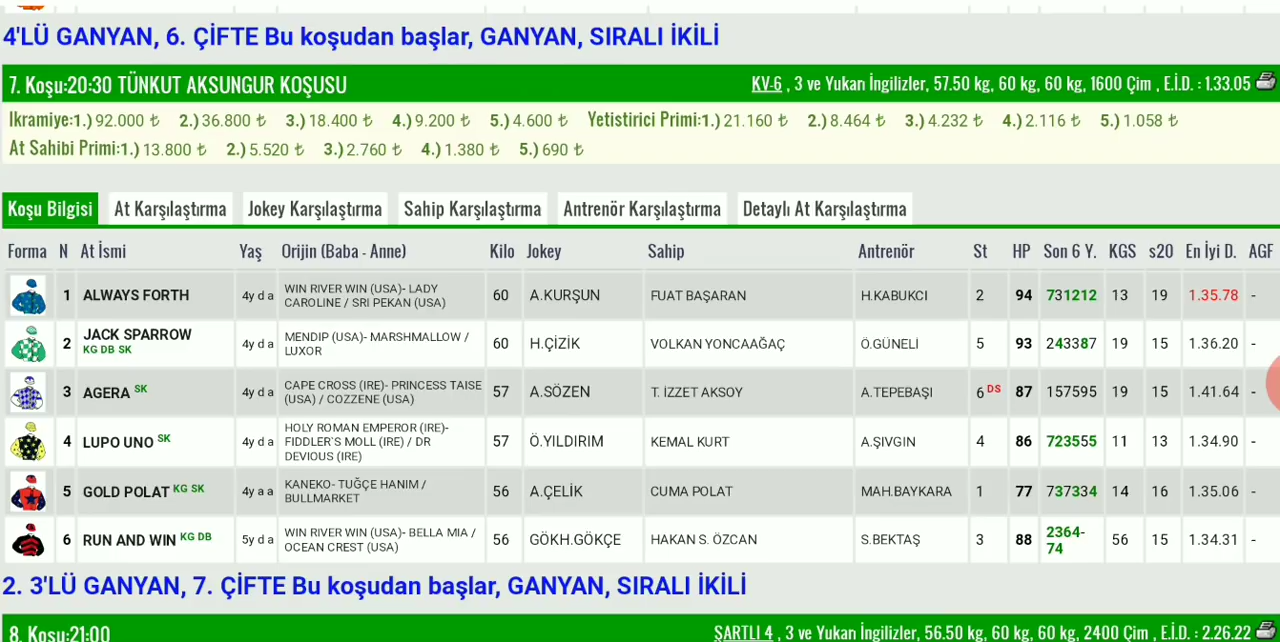 4'LÜ GANYAN, 6. ÇİFTE Bu koşudan başlar, GANYAN, SIRALI İKİLİ
7. Koşu:20:30 TÜNKUT AKSUNGUR KOŞUSU KV-6 , 3 ve Yukarı İngilizler, 57.50 kg, 60 kg, 60 kg, 1600 Çim , E.İ.D. : 1.33.05
Ikramiye:1.) 92.000 ₺ 2.) 36.800 ₺ 3.) 18.400 ₺ 4.) 9.200 ₺ 5.) 4.600 ₺ Yetistirici Primi:1.) 21.160 ₺ 2.) 8.464 ₺ 3.) 4.232 ₺ 4.) 2.116 ₺ 5.) 1.058 ₺
At Sahibi Primi:1.) 13.800 ₺ 2.) 5.520 ₺ 3.) 2.760 ₺ 4.) 1.380 ₺ 5.) 690 ₺
Koşu Bilgisi At Karşılaştırma Jokey Karşılaştırma Sahip Karşılaştırma Antrenör Karşılaştırma Detaylı At Karşılaştırma
Forma N At İsmi Yaş Orijin (Baba - Anne) Kilo Jokey Sahip Antrenör St HP Son 6 Y. KGS s20 En İyi D. AGF
1 ALWAYS FORTH 4y d a WIN RIVER WIN (USA)- LADY CAROLINE / SRI PEKAN (USA) 60 A.KURŞUN FUAT BAŞARAN H.KABUKCI 2 94 731212 13 19 1.35.78 -
2 JACK SPARROW KG DB SK 4y d a MENDIP (USA)- MARSHMALLOW / LUXOR 60 H.ÇİZİK VOLKAN YONCAAĞAÇ Ö.GÜNELİ 5 93 243387 19 15 1.36.20 -
3 AGERA SK 4y d a CAPE CROSS (IRE)- PRINCESS TAISE (USA) / COZZENE (USA) 57 A.SÖZEN T. İZZET AKSOY A.TEPEBAŞI 6 DS 87 157595 19 15 1.41.64 -
4 LUPO UNO SK 4y d a HOLY ROMAN EMPEROR (IRE)- FIDDLER`S MOLL (IRE) / DR DEVIOUS (IRE) 57 Ö.YILDIRIM KEMAL KURT A.ŞIVGIN 4 86 723555 11 13 1.34.90 -
5 GOLD POLAT KG SK 4y a a KANEKO- TUĞÇE HANIM / BULLMARKET 56 A.ÇELİK CUMA POLAT MAH.BAYKARA 1 77 737334 14 16 1.35.06 -
6 RUN AND WIN KG DB 5y d a WIN RIVER WIN (USA)- BELLA MIA / OCEAN CREST (USA) 56 GÖKH.GÖKÇE HAKAN S. ÖZCAN S.BEKTAŞ 3 88 2364-74 56 15 1.34.31 -
2. 3'LÜ GANYAN, 7. ÇİFTE Bu koşudan başlar, GANYAN, SIRALI İKİLİ
8. Koşu:21:00 ŞARTLI 4 , 3 ve Yukarı İngilizler, 56.50 kg, 60 kg, 60 kg, 2400 Çim , E.İ.D. : 2.26.22